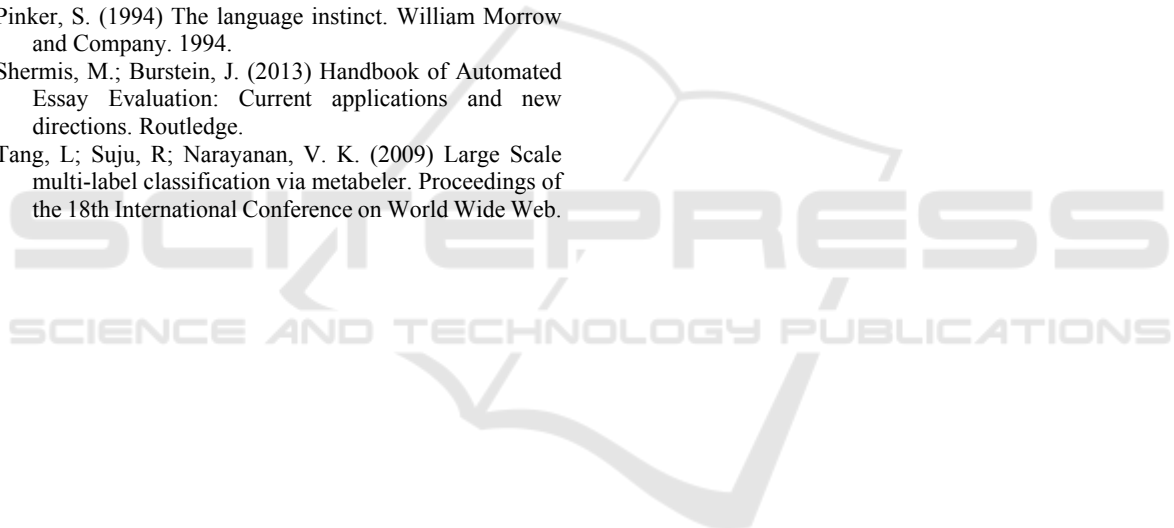 Pinker, S. (1994) The language instinct. William Morrow
and Company. 1994.
Shermis, M.; Burstein, J. (2013) Handbook of Automated
Essay Evaluation: Current applications and new
directions. Routledge.
Tang, L; Suju, R; Narayanan, V. K. (2009) Large Scale
multi-label classification via metabeler. Proceedings of
the 18th International Conference on World Wide Web.
SCITEPRESS
SCIENCE AND TECHNOLOGY PUBLICATIONS